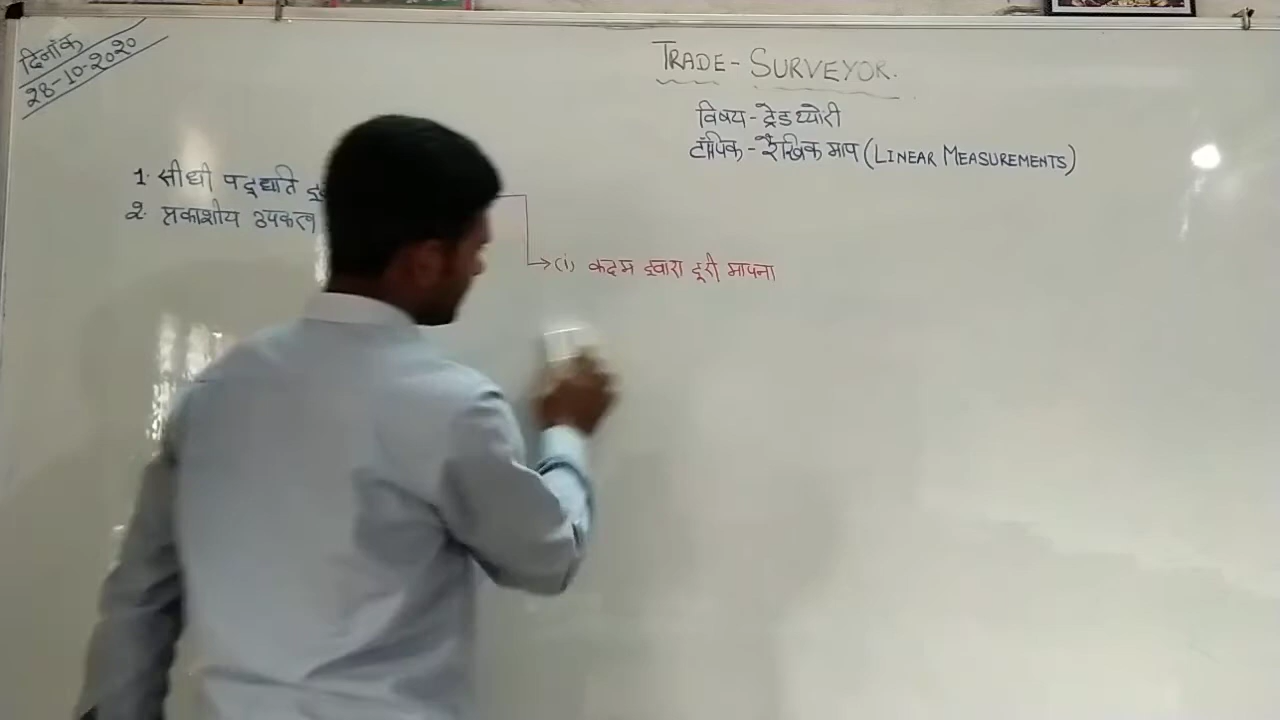 दिनाँक
28-10-2020
TRADE- SURVEYOR.
विषय- ट्रेड थ्योरी
टॉपिक- रैखिक माप (LINEAR MEASUREMENTS)
1. सीधी पद्धति
2. प्रकाशीय उपकरण
(i) कदम द्वारा दूरी मापना